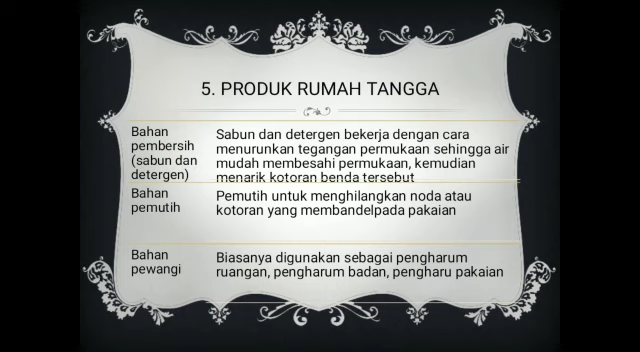 5. PRODUK RUMAH TANGGA
Bahan
pembersih
(sabun dan
detergen)
Sabun dan detergen bekerja dengan cara
menurunkan tegangan permukaan sehingga air
mudah membesahi permukaan, kemudian
menarik kotoran benda tersebut
Bahan
pemutih
Pemutih untuk menghilangkan noda atau
kotoran yang membandelpada pakaian
Bahan
pewangi
Biasanya digunakan sebagai pengharum
ruangan, pengharum badan, pengharu pakaian